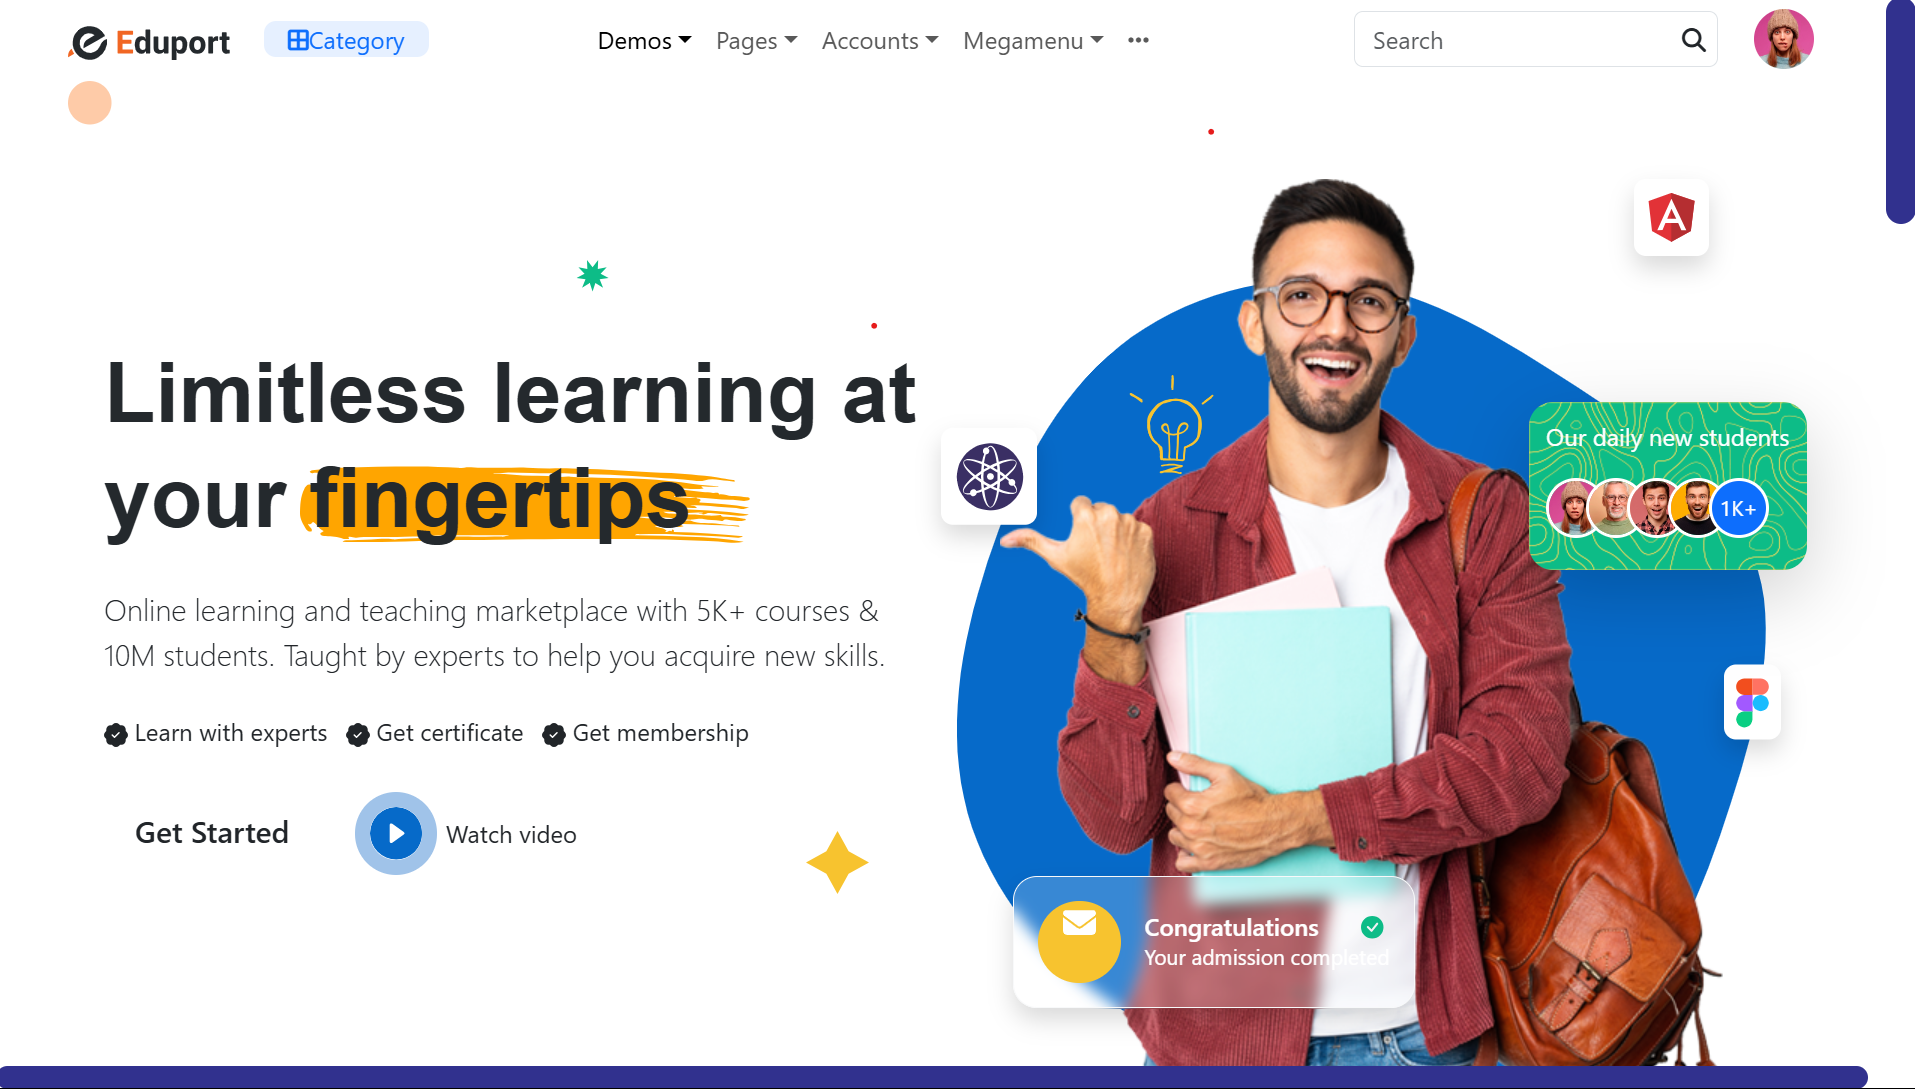 Eduport
Category
Demos
Pages
Accounts
Megamenu
Search
Limitless learning at
your fingertips
Online learning and teaching marketplace with 5K+ courses &
10M students. Taught by experts to help you acquire new skills.
Learn with experts
Get certificate
Get membership
Get Started
Watch video
Our daily new students
1K+
Congratulations
Your admission completed